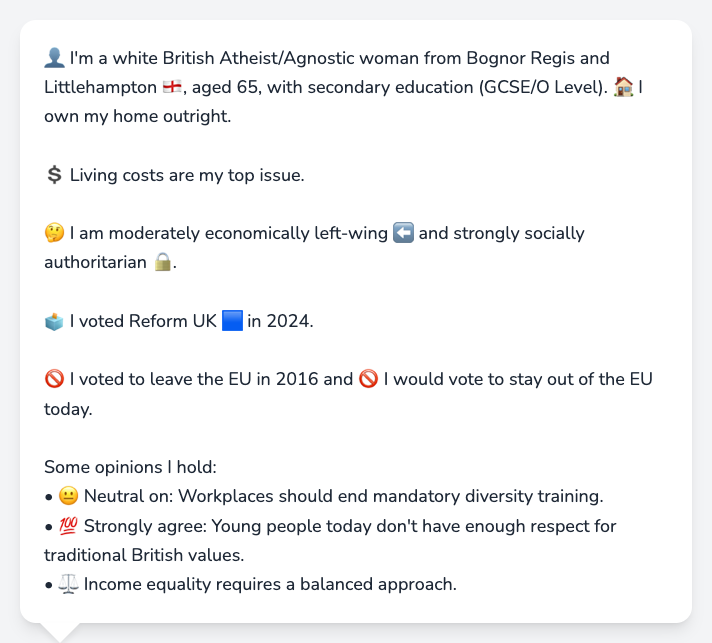 👤 I'm a white British Atheist/Agnostic woman from Bognor Regis and
Littlehampton 🏴󠁧󠁢󠁥󠁮󠁧󠁿, aged 65, with secondary education (GCSE/O Level). 🏠 I
own my home outright.
💲 Living costs are my top issue.
🤔 I am moderately economically left-wing ⬅️ and strongly socially
authoritarian 🔒.
🗳️ I voted Reform UK 🟦 in 2024.
🚫 I voted to leave the EU in 2016 and 🚫 I would vote to stay out of the EU
today.
Some opinions I hold:
• 😐 Neutral on: Workplaces should end mandatory diversity training.
• 💯 Strongly agree: Young people today don't have enough respect for
traditional British values.
• ⚖️ Income equality requires a balanced approach.